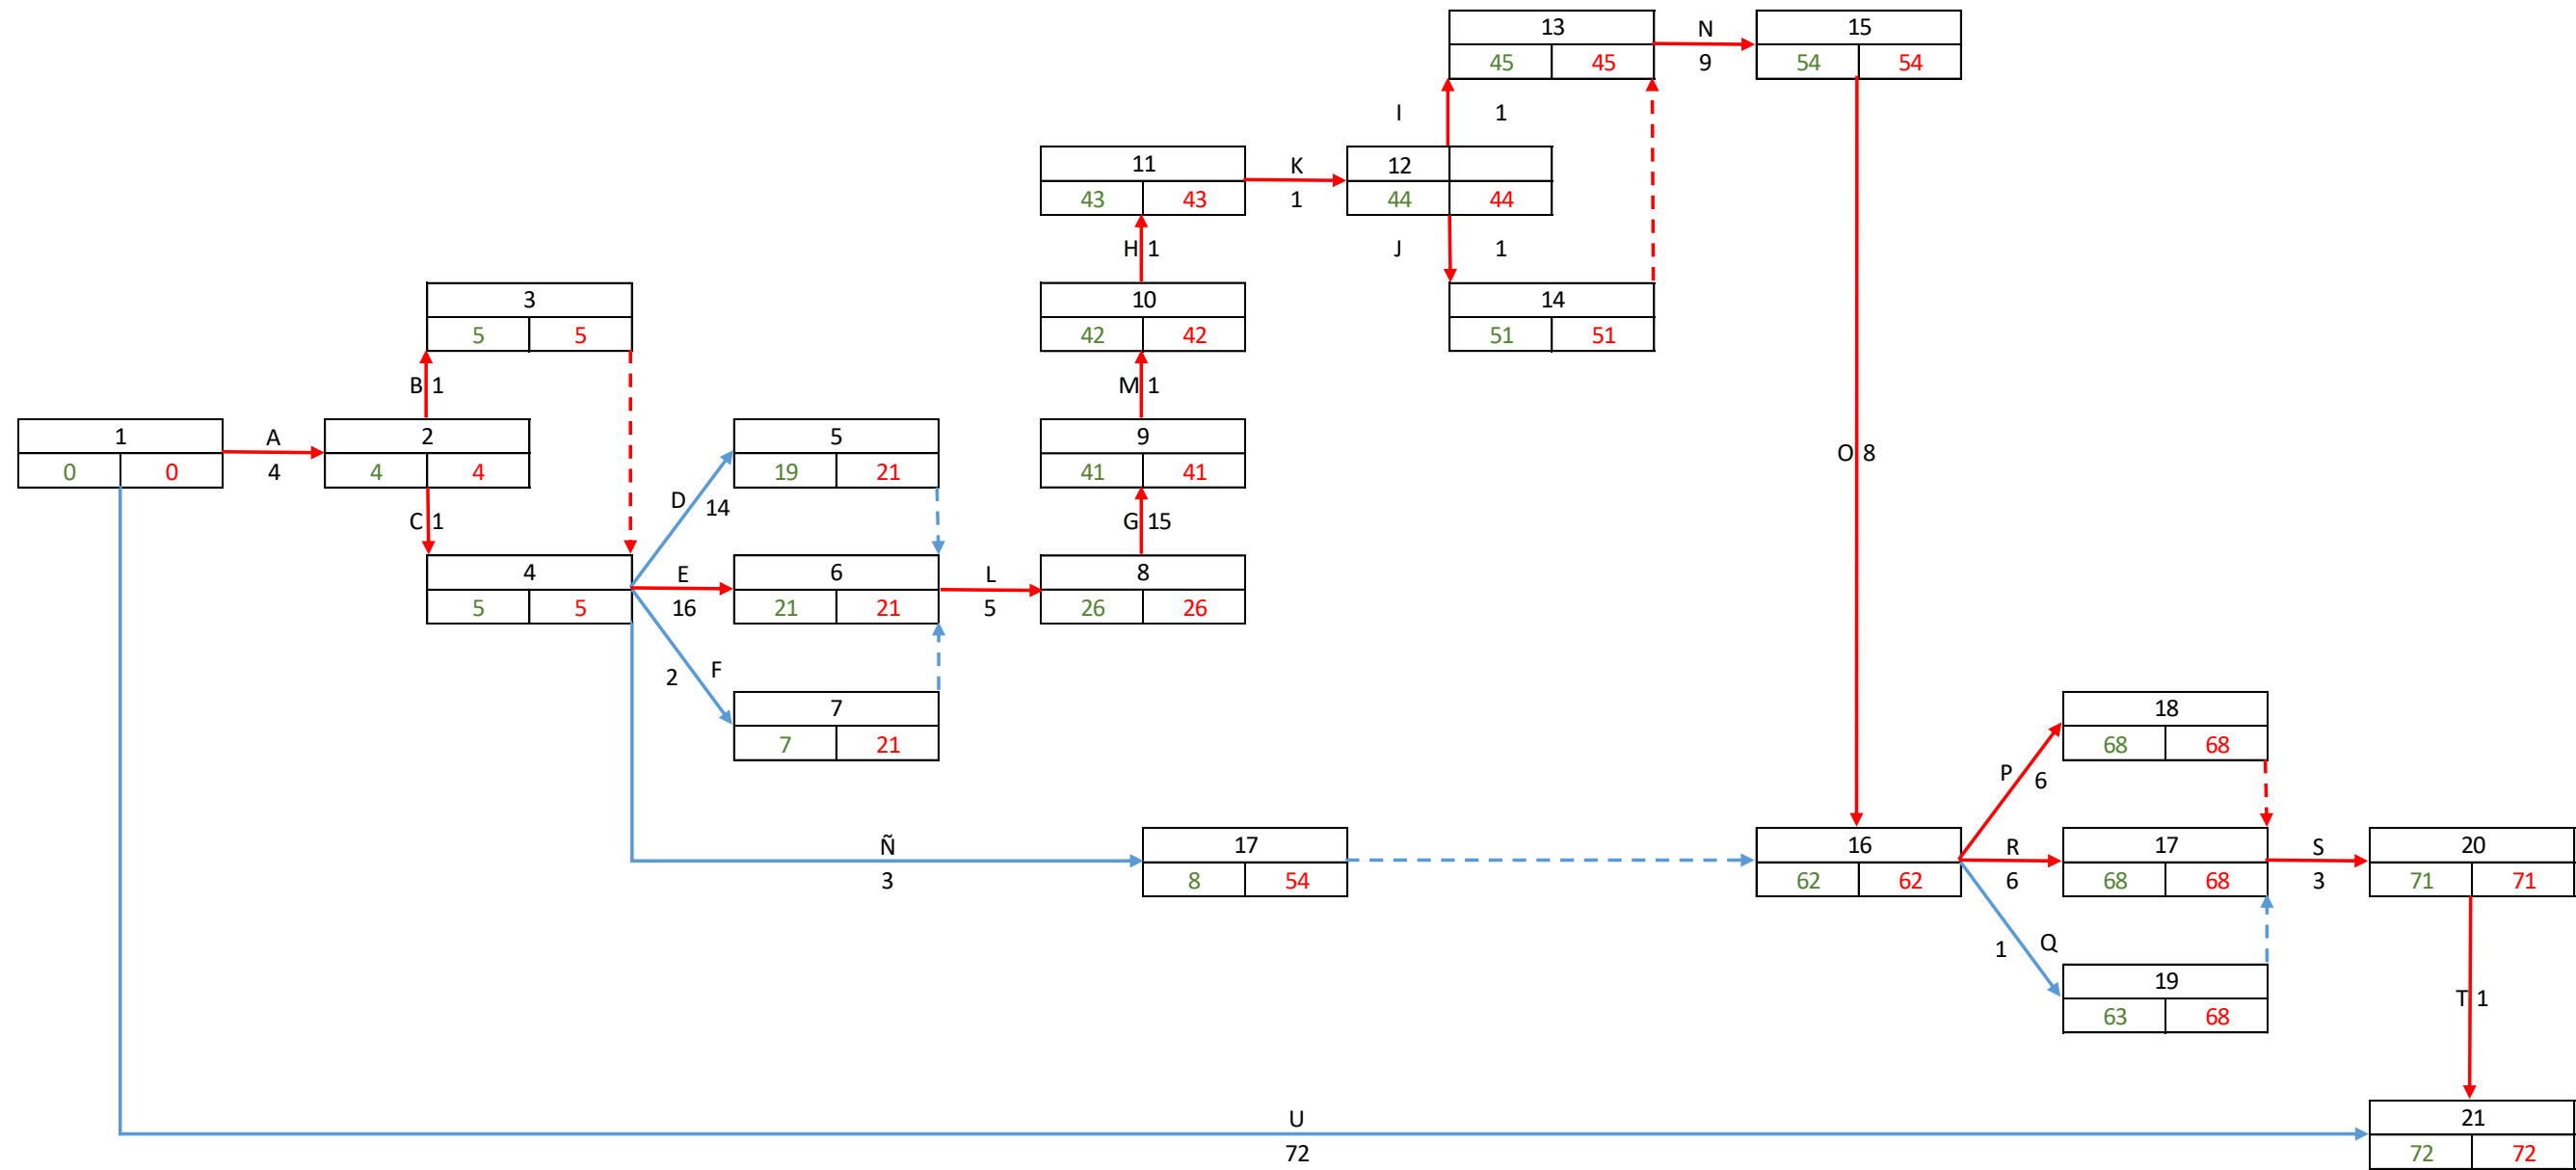 13
N
15
45 45
9
54 54
I 1
11
K
12
43 43
1
44 44
H 1
J 1
3
10
14
5 5
42 42
51 51
B 1
M 1
1
A
2
5
9
0 0
4
4 4
19 21
41 41
O 8
D
14
C 1
G 15
4
E
6
L
8
5 5
16
21 21
5
26 26
F
2
7
18
7 21
68 68
P 6
Ñ
17
16
R
17
S
20
3
8 54
62 62
6
68 68
3
71 71
Q
1
19
63 68
T 1
U
21
72
72 72